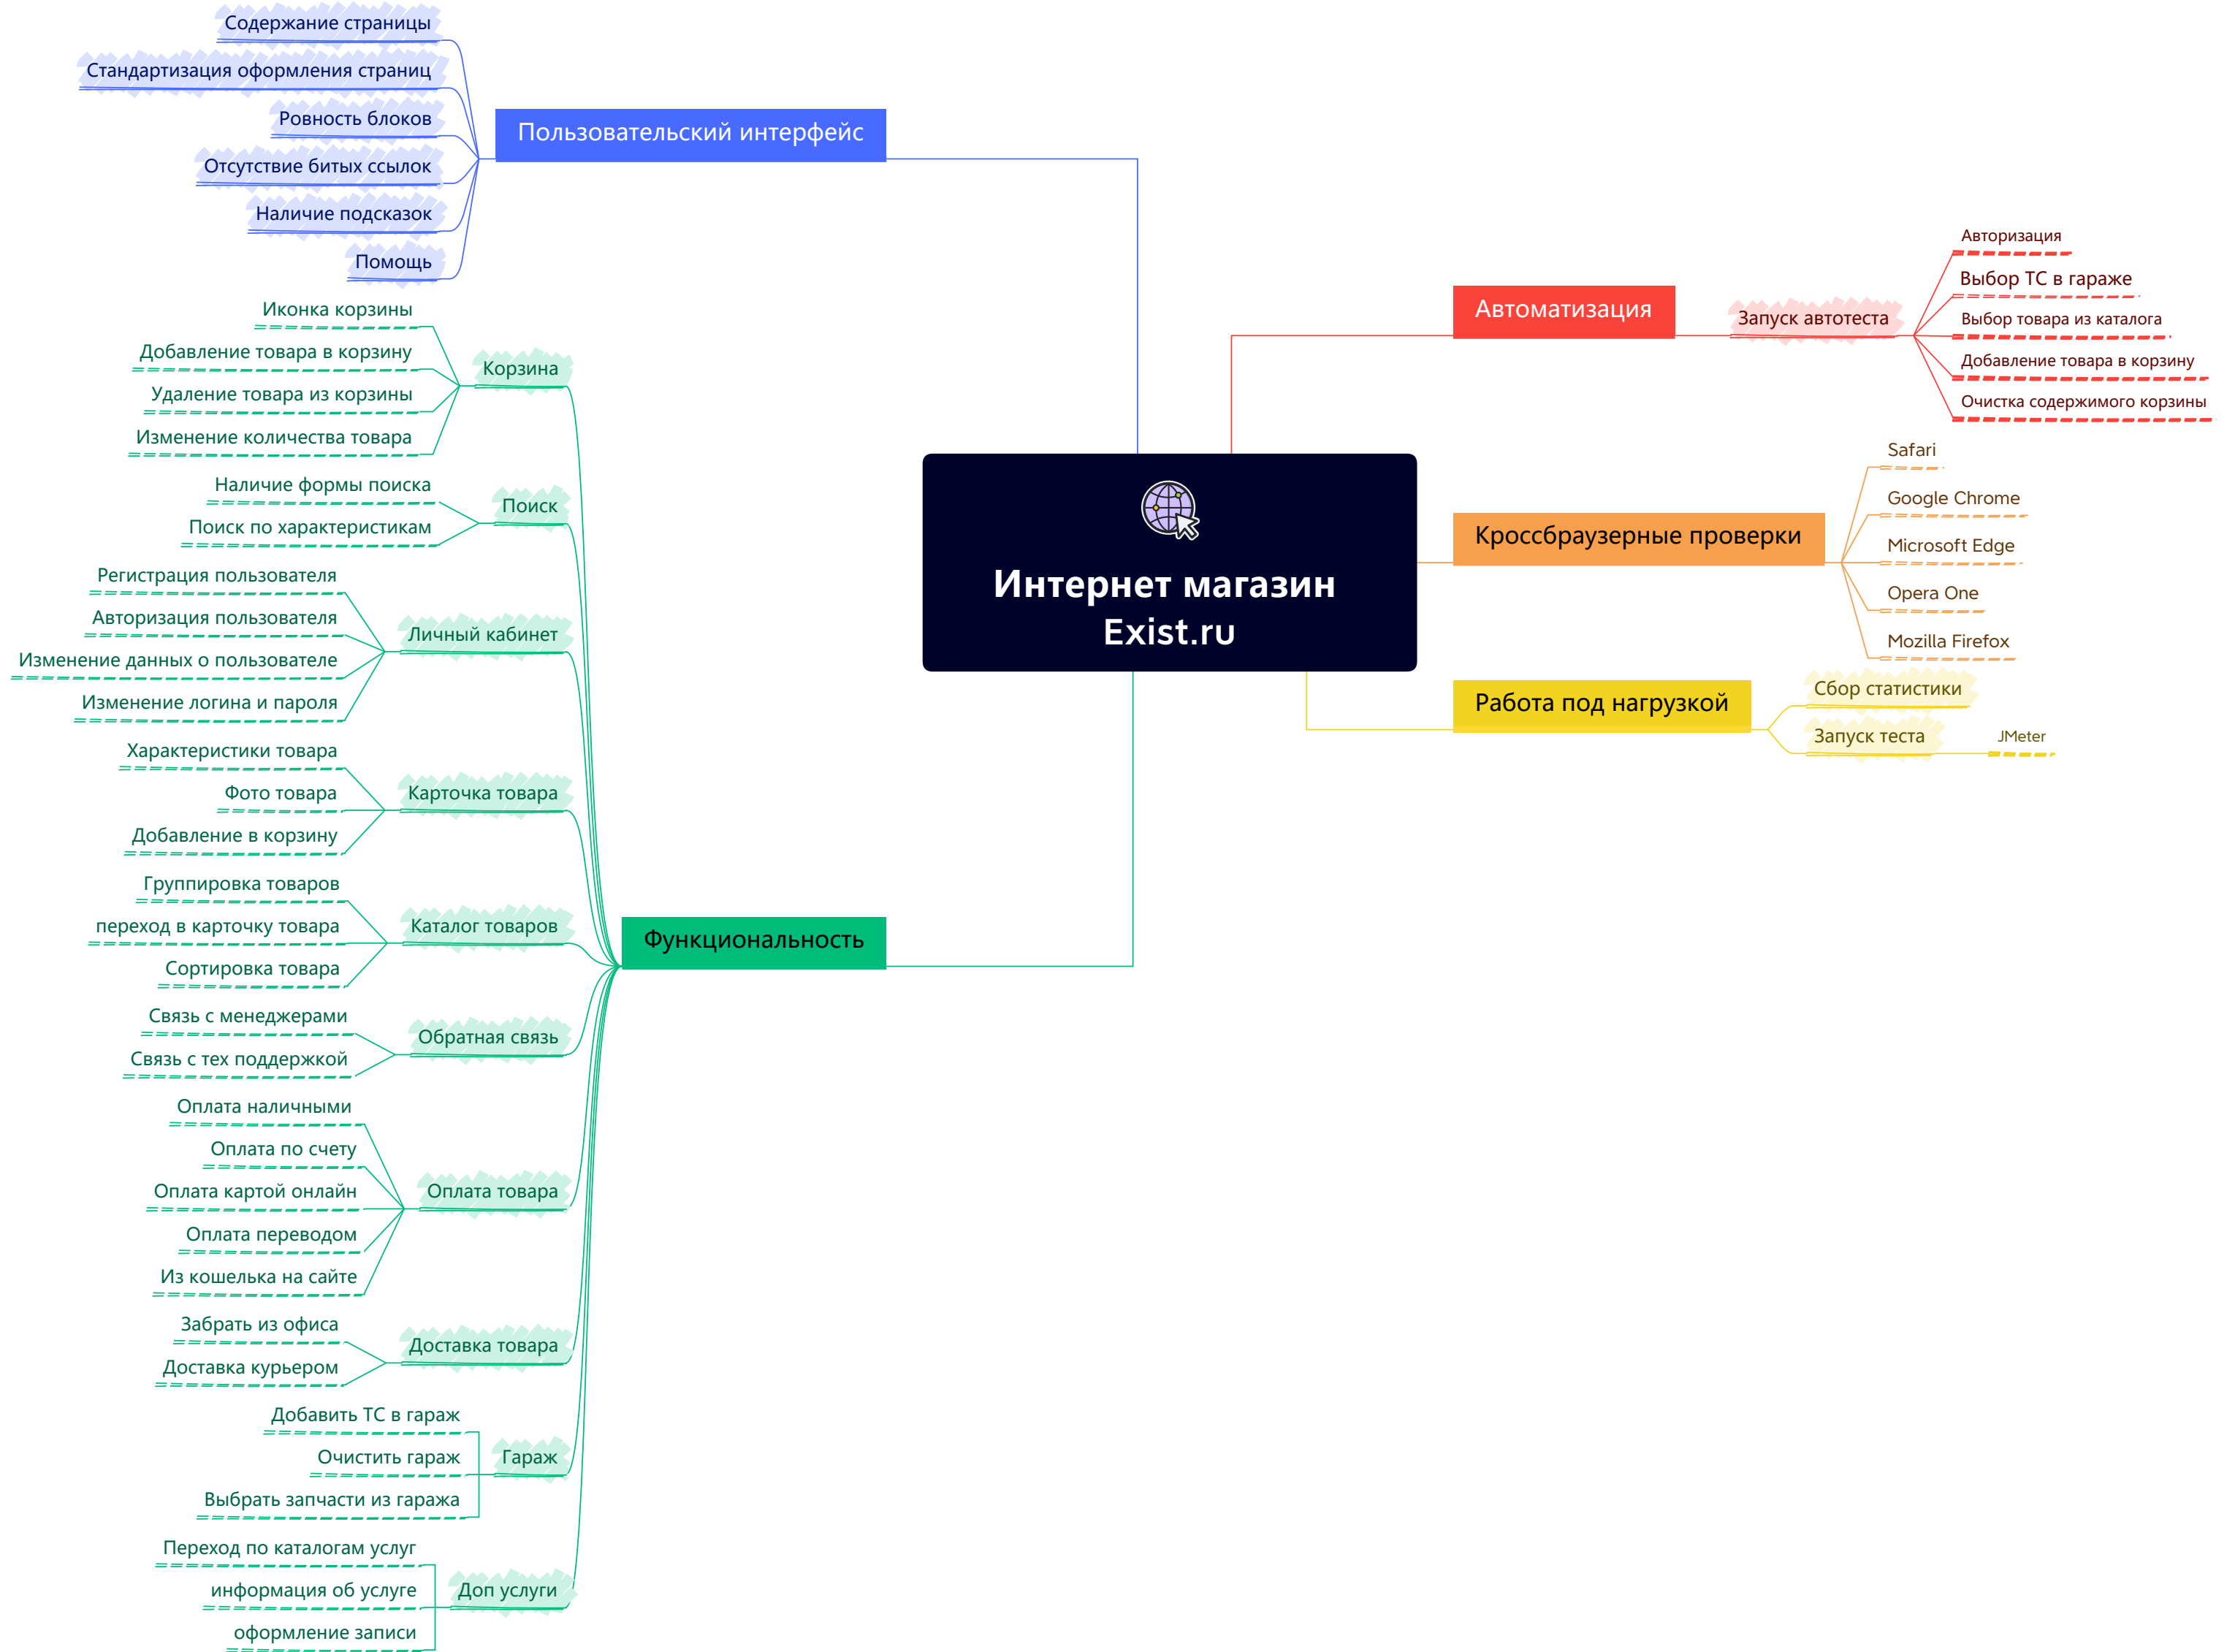 Содержание страницы
Стандартизация оформления страниц
Ровность блоков
Отсутствие битых ссылок
Наличие подсказок
Помощь
Пользовательский интерфейс
Иконка корзины
Добавление товара в корзину
Удаление товара из корзины
Изменение количества товара
Корзина
Наличие формы поиска
Поиск по характеристикам
Поиск
Регистрация пользователя
Авторизация пользователя
Изменение данных о пользователе
Изменение логина и пароля
Личный кабинет
Характеристики товара
Фото товара
Добавление в корзину
Карточка товара
Группировка товаров
переход в карточку товара
Сортировка товара
Каталог товаров
Связь с менеджерами
Связь с тех поддержкой
Обратная связь
Оплата наличными
Оплата по счету
Оплата картой онлайн
Оплата переводом
Из кошелька на сайте
Оплата товара
Забрать из офиса
Доставка курьером
Доставка товара
Добавить ТС в гараж
Очистить гараж
Выбрать запчасти из гаража
Гараж
Переход по каталогам услуг
информация об услуге
оформление записи
Доп услуги
Функциональность
Интернет магазин
Exist.ru
Автоматизация
Запуск автотеста
Авторизация
Выбор ТС в гараже
Выбор товара из каталога
Добавление товара в корзину
Очистка содержимого корзины
Кроссбраузерные проверки
Safari
Google Chrome
Microsoft Edge
Opera One
Mozilla Firefox
Работа под нагрузкой
Сбор статистики
Запуск теста
JMeter